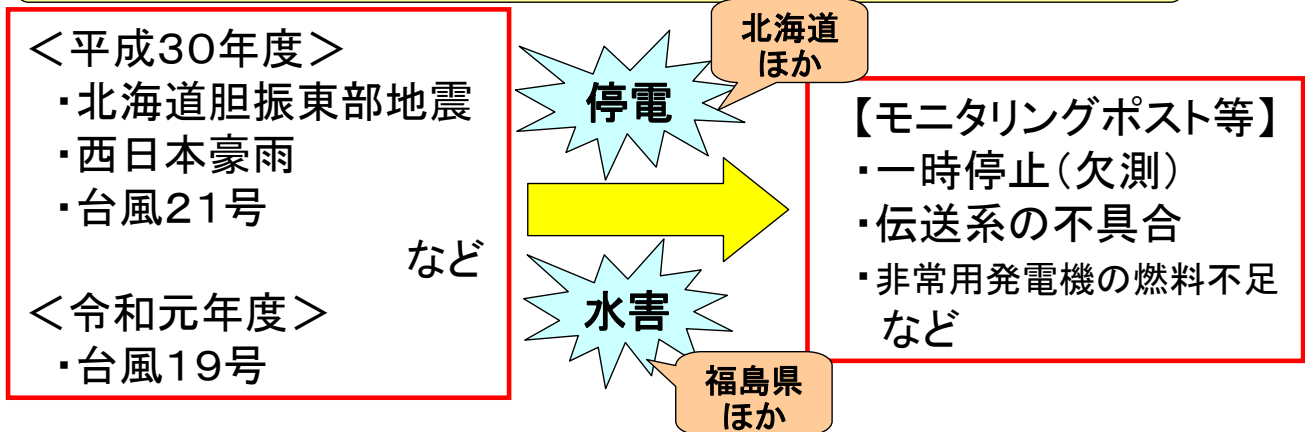 <平成30年度>
・北海道胆振東部地震
・西日本豪雨
・台風21号
など
<令和元年度>
・台風19号
停電
北海道
ほか
水害
福島県
ほか
【モニタリングポスト等】
・一時停止(欠測)
・伝送系の不具合
・非常用発電機の燃料不足
など